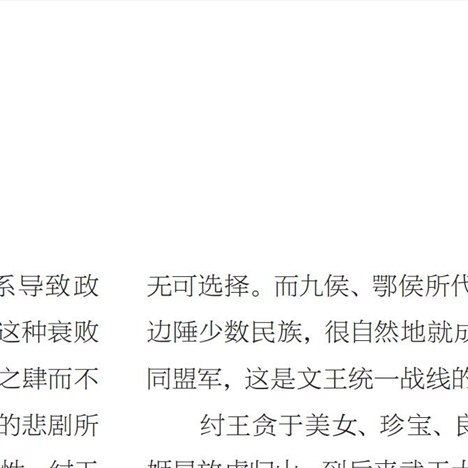 系导致政
这种衰败
之肆而不
的悲剧所
无可选择。而九侯、鄂侯所代
边陲少数民族，很自然地就成
同盟军，这是文王统一战线的
纣王贪于美女、珍宝、民